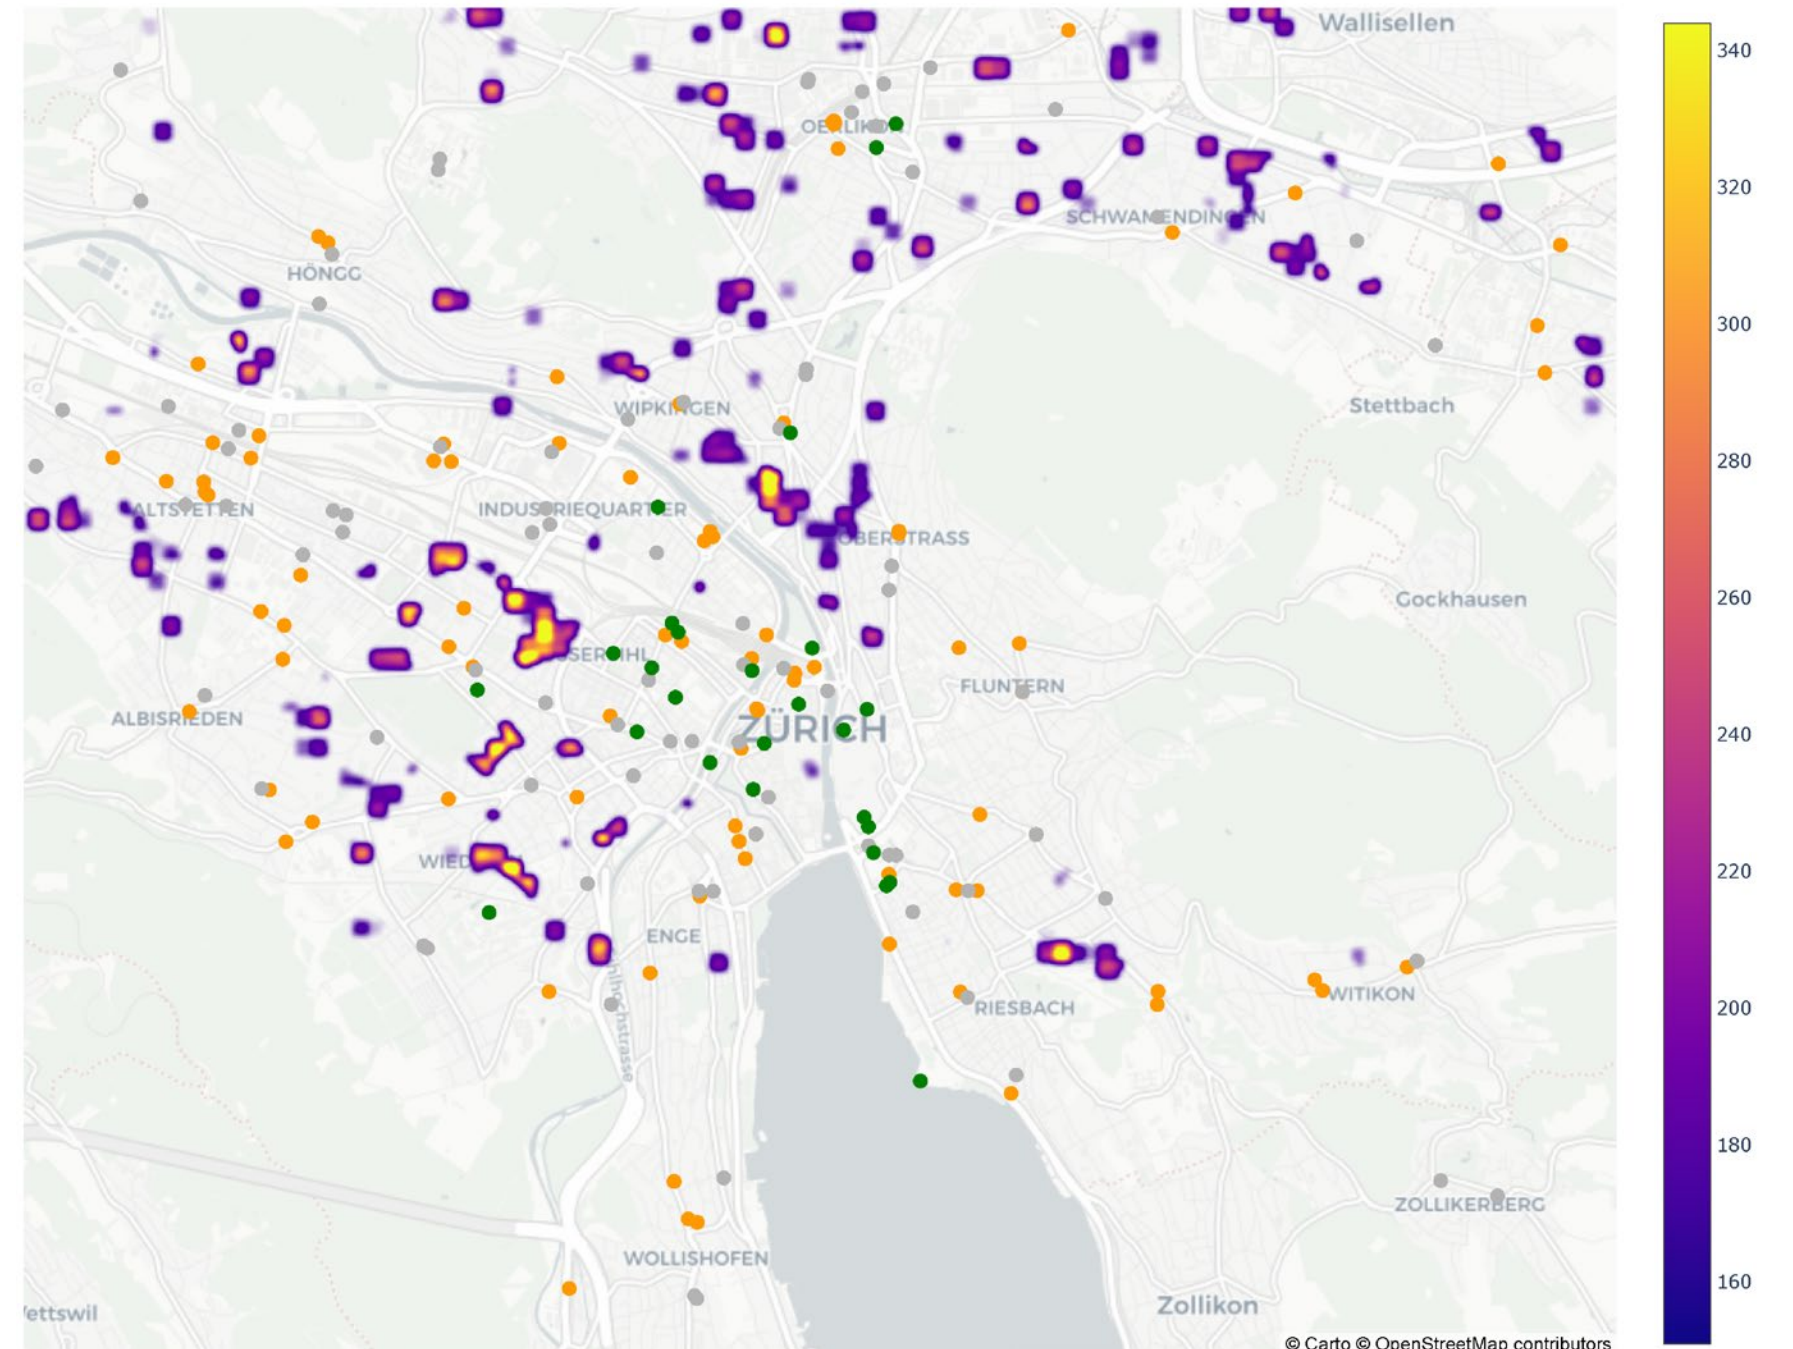 Wallisellen
340
OERLIKON
320
SCHWAMENDINGEN
HÖNGG
300
WIPKINGEN
Stettbach
280
ALTSTETTEN
INDUSTRIEQUARTIER
OBERSTRASS
260
Gockhausen
FLUNTERN
ALBISRIEDEN
ZÜRICH
240
220
ENGE
WITIKON
RIESBACH
200
180
ZOLLIKERBERG
WOLLISHOFEN
160
Zollikon
© Carto © OpenStreetMap contributors